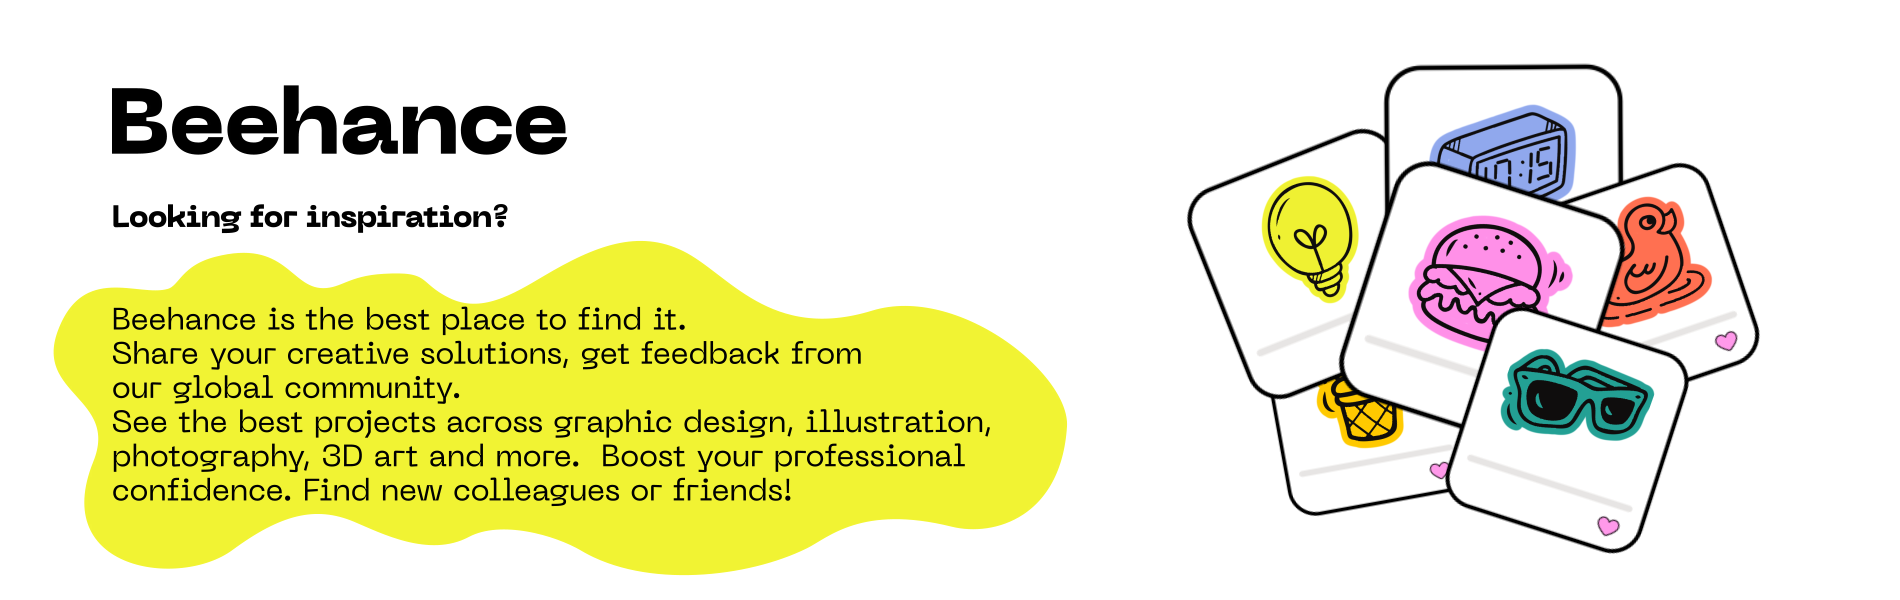 Beehance
Looking for inspiration?
Beehance is the best place to find it.
Share your creative solutions, get feedback from
our global community.
See the best projects across graphic design, illustration,
photography, 3D art and more.  Boost your professional
confidence. Find new colleagues or friends!